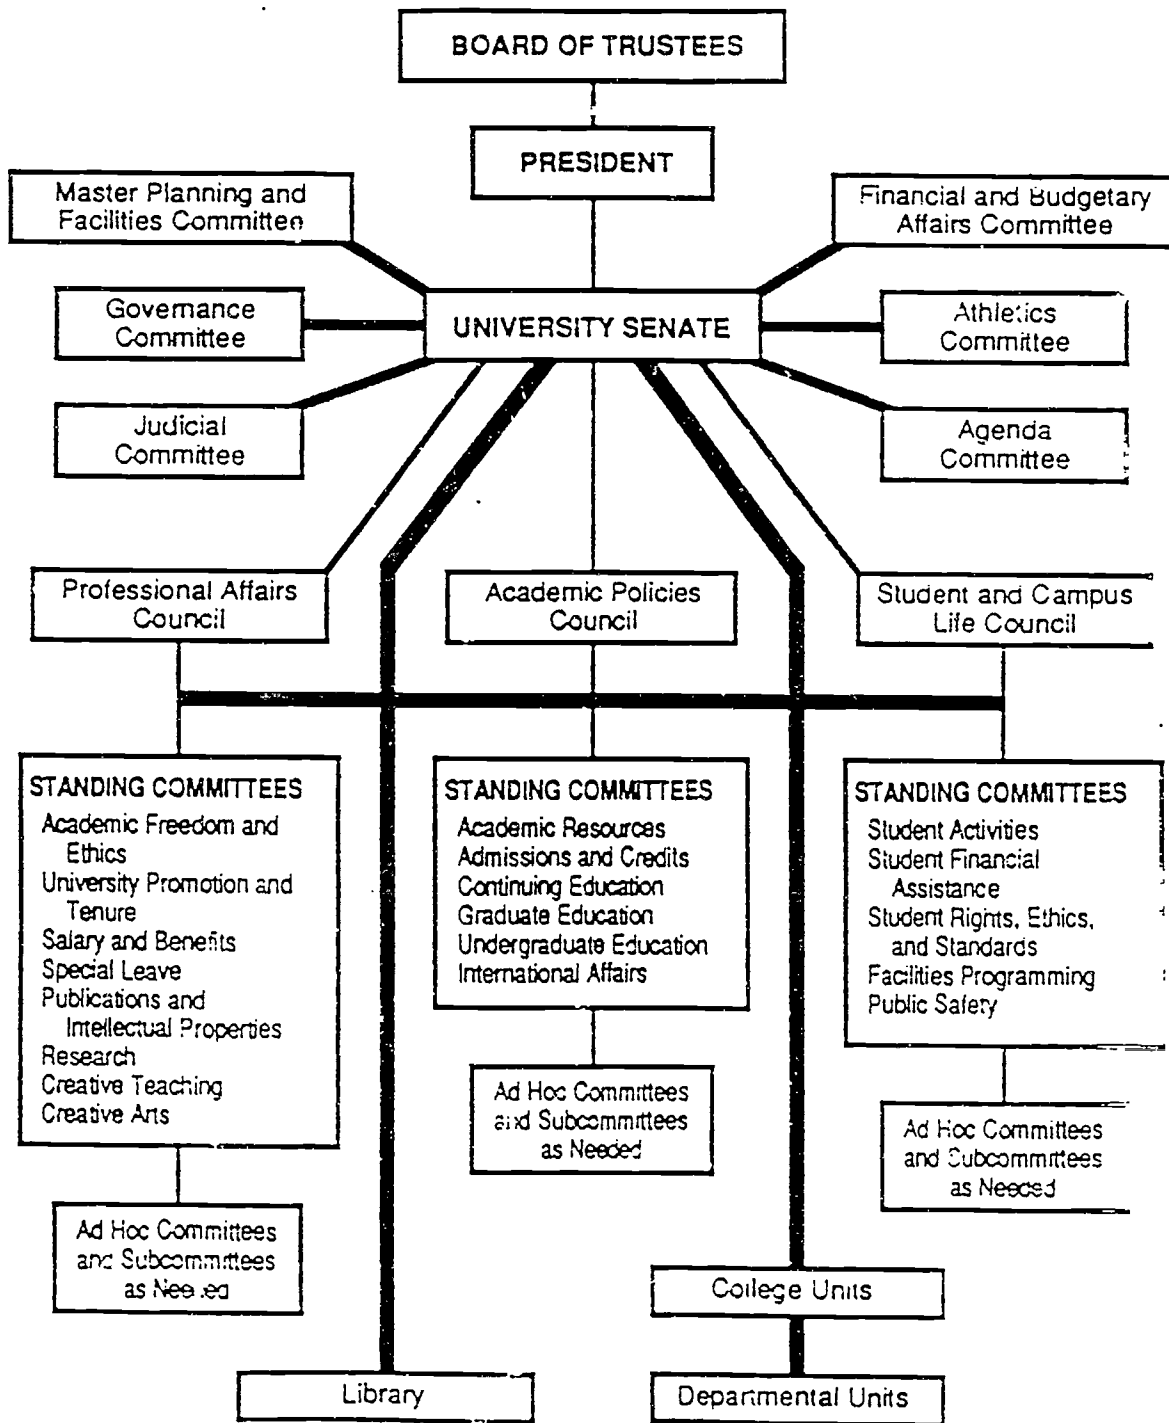 BOARD OF TRUSTEES
PRESIDENT
Master Planning and
Facilities Committee
Financial and Budgetary
Affairs Committee
Governance
Committee
UNIVERSITY SENATE
Athletics
Committee
Judicial
Committee
Agenda
Committee
Professional Affairs
Council
Academic Policies
Council
Student and Campus
Life Council
STANDING COMMITTEES
Academic Freedom and
Ethics
University Promotion and
Tenure
Salary and Benefits
Special Leave
Publications and
Intellectual Properties
Research
Creative Teaching
Creative Arts
STANDING COMMITTEES
Academic Resources
Admissions and Credits
Continuing Education
Graduate Education
Undergraduate Education
International Affairs
STANDING COMMITTEES
Student Activities
Student Financial
Assistance
Student Rights, Ethics,
and Standards
Facilities Programming
Public Safety
Ad Hoc Committees
and Subcommittees
as Needed
Ad Hoc Committees
and Subcommittees
as Needed
Ad Hoc Committees
and Subcommittees
as Needed
College Units
Library
Departmental Units